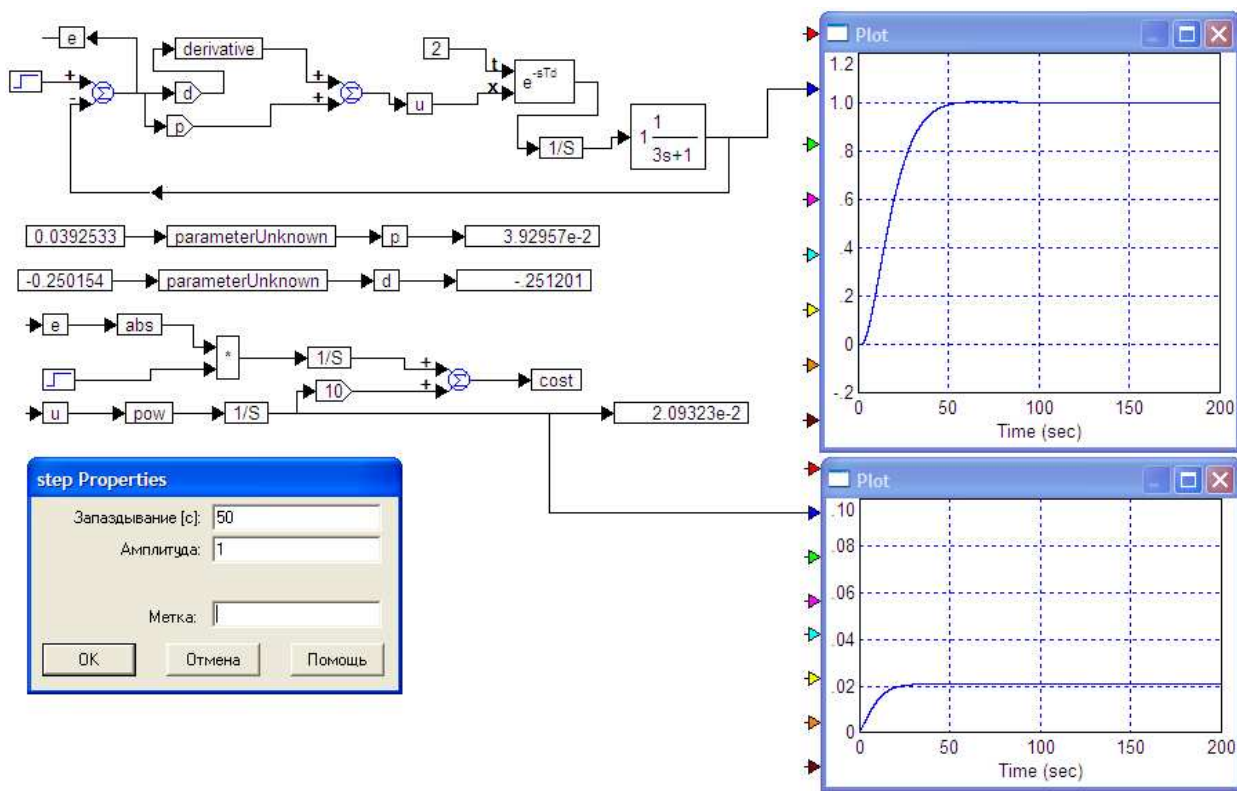 e
derivative
+
-
Σ
d
p
+
+
Σ
u
2
t
x
e^-sTd
1/S
1 1
3s+1
0.0392533 parameterUnknown p 3.92957e-2
-0.250154 parameterUnknown d -.251201
e abs
*
1/S
+
+
Σ
cost
10
u pow 1/S
2.09323e-2
step Properties
Запаздывание [с]: 50
Амплитуда: 1
Метка:
OK Отмена Помощь
Plot
1.2
1.0
.8
.6
.4
.2
0
-.2
0 50 100 150 200
Time (sec)
Plot
.10
.08
.06
.04
.02
0
0 50 100 150 200
Time (sec)